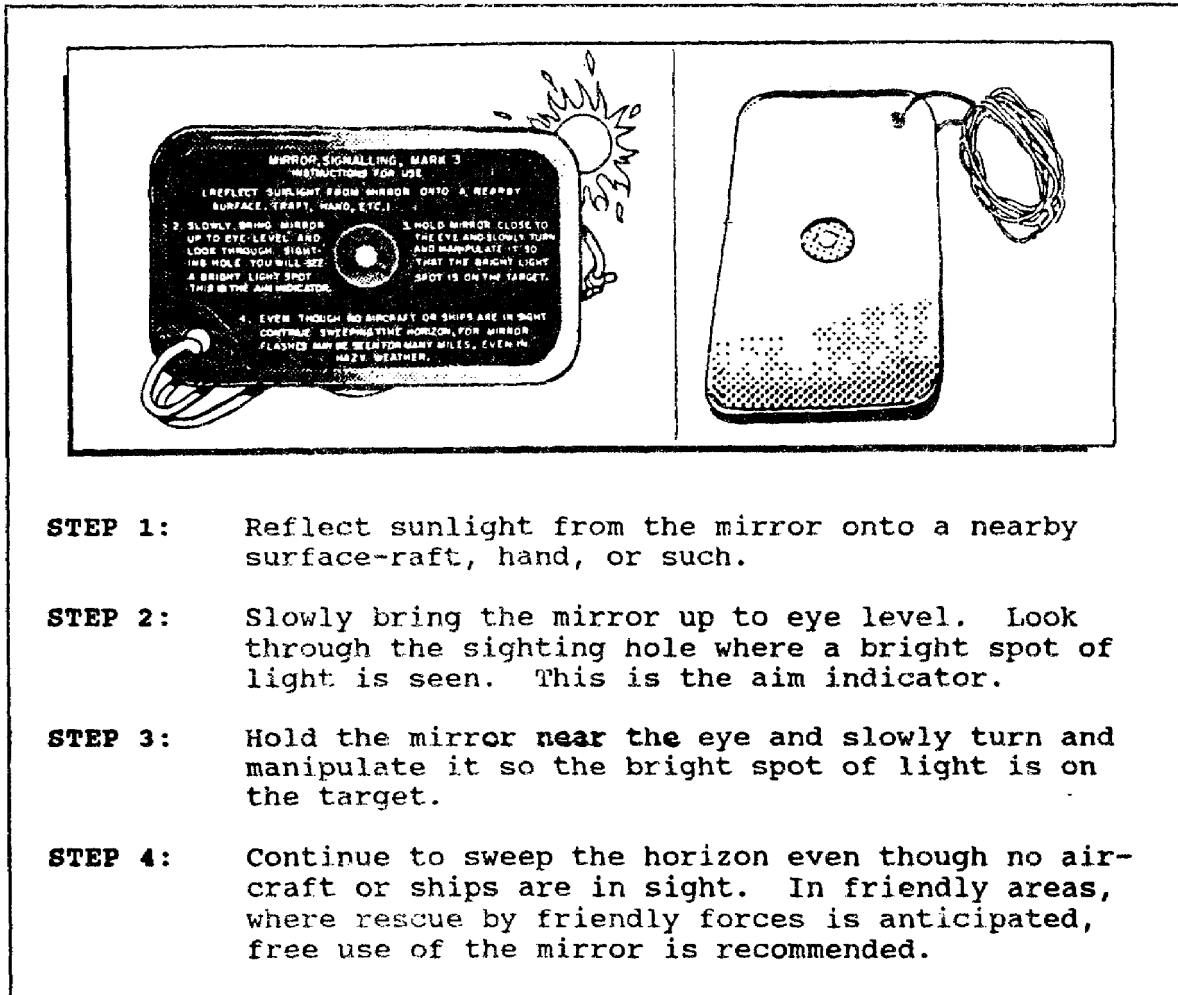 MIRROR, SIGNALLING, MARK 3
INSTRUCTIONS FOR USE
1. REFLECT SUNLIGHT FROM MIRROR ONTO A NEARBY
SURFACE, (RAFT, HAND, ETC.)
2. SLOWLY BRING MIRROR
UP TO EYE-LEVEL AND
LOOK THROUGH SIGHT-
ING HOLE. YOU WILL SEE
A BRIGHT LIGHT SPOT
THIS IS THE AIM INDICATOR.
3. HOLD MIRROR CLOSE TO
THE EYE AND SLOWLY TURN
AND MANIPULATE IT SO
THAT THE BRIGHT LIGHT
SPOT IS ON THE TARGET.
4. EVEN THOUGH NO AIRCRAFT OR SHIPS ARE IN SIGHT
CONTINUE SWEEPING THE HORIZON, FOR MIRROR
FLASHES MAY BE SEEN FOR MANY MILES, EVEN IN
HAZY WEATHER.
STEP 1: Reflect sunlight from the mirror onto a nearby
surface-raft, hand, or such.
STEP 2: Slowly bring the mirror up to eye level. Look
through the sighting hole where a bright spot of
light is seen. This is the aim indicator.
STEP 3: Hold the mirror near the eye and slowly turn and
manipulate it so the bright spot of light is on
the target.
STEP 4: Continue to sweep the horizon even though no air-
craft or ships are in sight. In friendly areas,
where rescue by friendly forces is anticipated,
free use of the mirror is recommended.